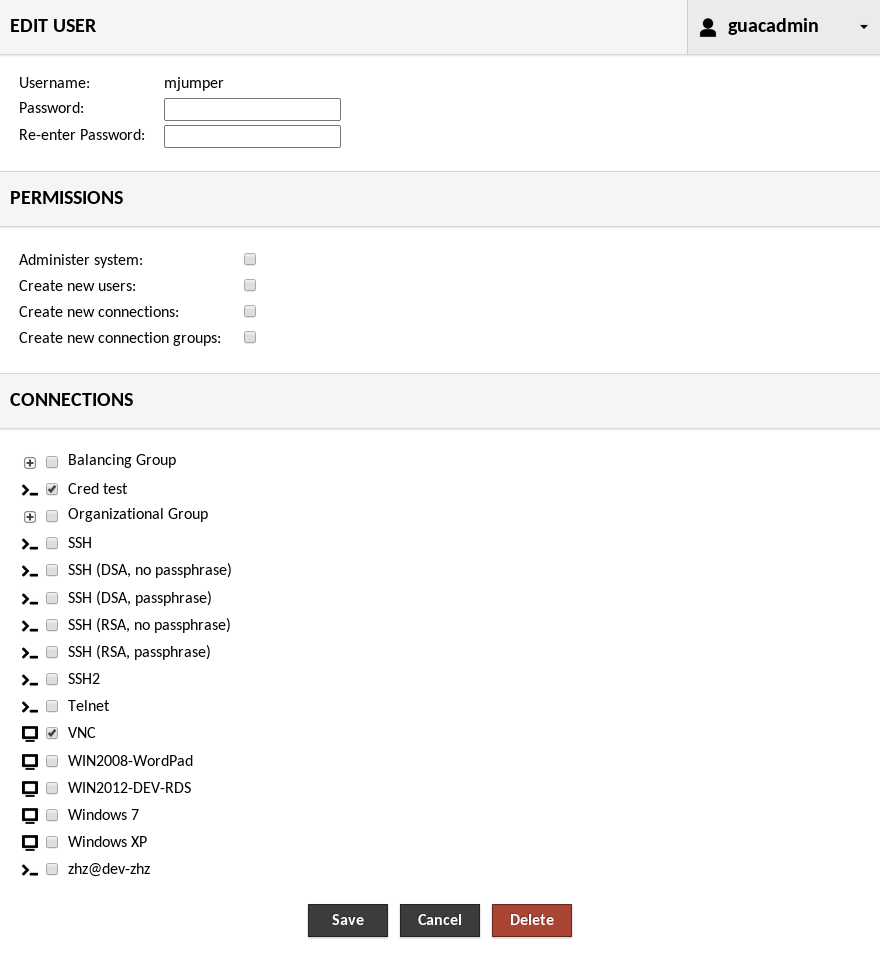 EDIT USER
guacadmin
Username: mjumper
Password:
Re-enter Password:
PERMISSIONS
Administer system:
Create new users:
Create new connections:
Create new connection groups:
CONNECTIONS
Balancing Group
Cred test
Organizational Group
SSH
SSH (DSA, no passphrase)
SSH (DSA, passphrase)
SSH (RSA, no passphrase)
SSH (RSA, passphrase)
SSH2
Telnet
VNC
WIN2008-WordPad
WIN2012-DEV-RDS
Windows 7
Windows XP
zhz@dev-zhz
Save Cancel Delete